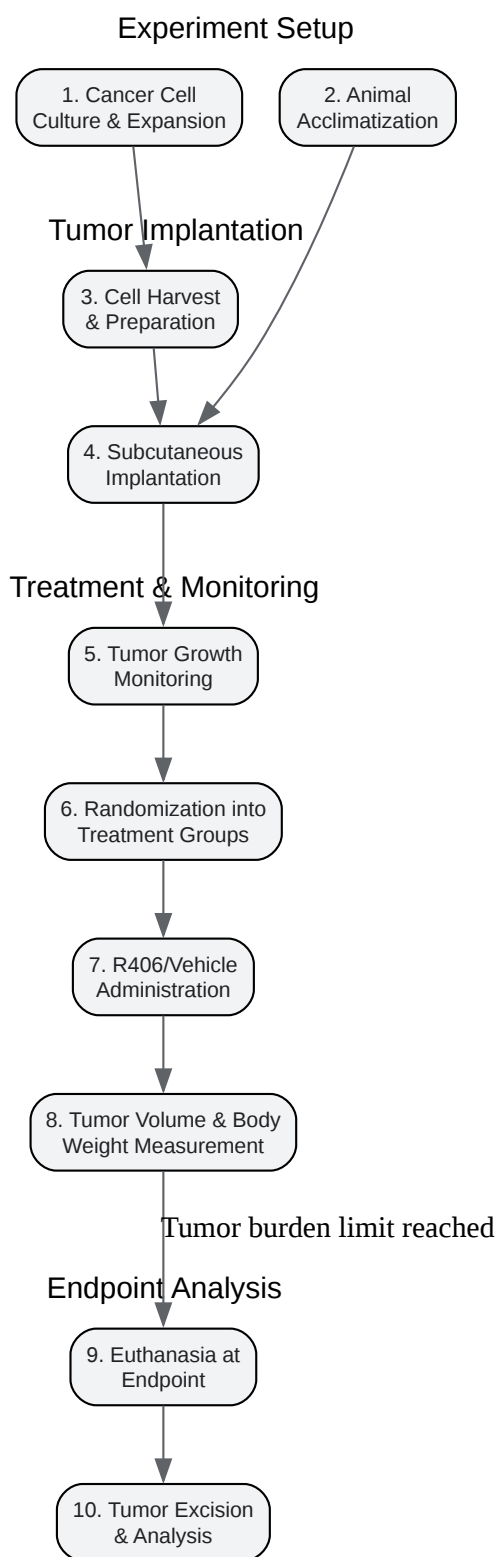 Experiment Setup
1. Cancer Cell
Culture & Expansion
2. Animal
Acclimatization
Tumor Implantation
3. Cell Harvest
& Preparation
4. Subcutaneous
Implantation
Treatment & Monitoring
5. Tumor Growth
Monitoring
6. Randomization into
Treatment Groups
7. R406/Vehicle
Administration
8. Tumor Volume & Body
Weight Measurement
Tumor burden limit reached
Endpoint Analysis
9. Euthanasia at
Endpoint
10. Tumor Excision
& Analysis